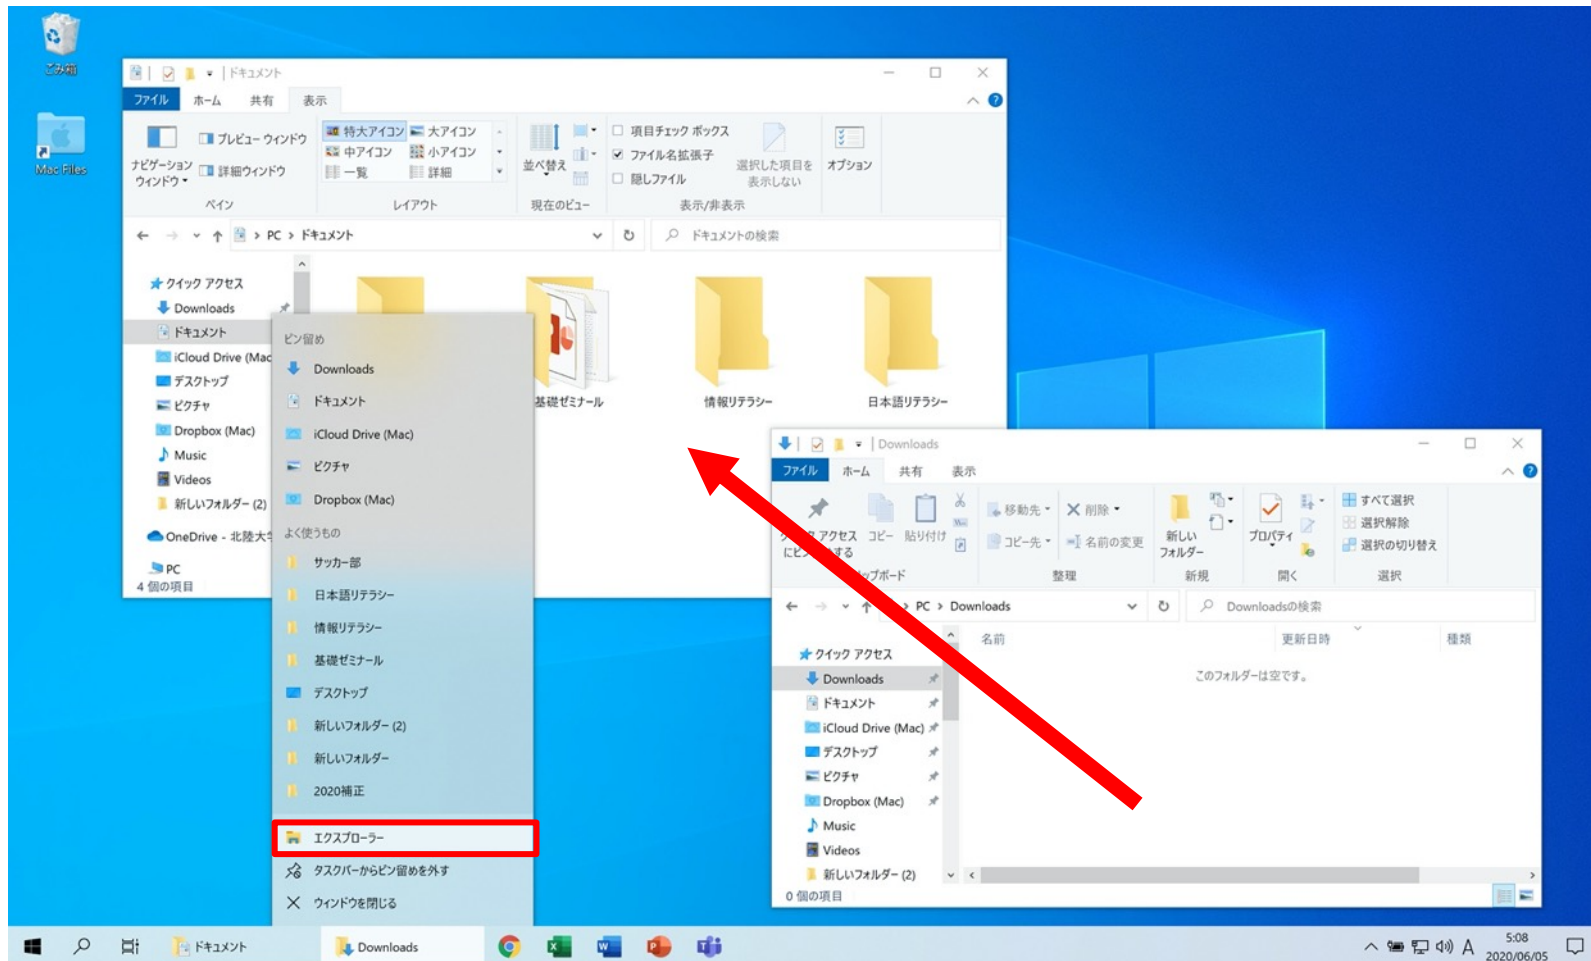 ごみ箱
Mac Files
ドキュメント
ファイル ホーム 共有 表示
ナビゲーション ウィンドウ
プレビュー ウィンドウ
詳細ウィンドウ
ペイン
特大アイコン 大アイコン
中アイコン 小アイコン
一覧 詳細
レイアウト
並べ替え
現在のビュー
項目チェック ボックス
ファイル名拡張子
隠しファイル
選択した項目を
表示しない
表示/非表示
オプション
PC > ドキュメント
ドキュメントの検索
クイック アクセス
Downloads
ドキュメント
iCloud Drive (Mac
デスクトップ
ピクチャ
Dropbox (Mac)
Music
Videos
新しいフォルダー (2)
OneDrive - 北陸大
PC
4 個の項目
基礎ゼミナール
情報リテラシー
日本語リテラシー
ピン留め
Downloads
ドキュメント
iCloud Drive (Mac)
ピクチャ
Dropbox (Mac)
よく使うもの
サッカー部
日本語リテラシー
情報リテラシー
基礎ゼミナール
デスクトップ
新しいフォルダー (2)
新しいフォルダー
2020補正
エクスプローラー
タスクバーからピン留めを外す
ウィンドウを閉じる
Downloads
ファイル ホーム 共有 表示
アクセス
にピ
する
コピー
貼り付け
プボード
移動先
コピー先
削除
名前の変更
整理
新しい
フォルダー
新規
プロパティ
開く
すべて選択
選択解除
選択の切り替え
選択
PC > Downloads
Downloadsの検索
名前 更新日時 種類
このフォルダーは空です。
クイック アクセス
Downloads
ドキュメント
iCloud Drive (Mac)
デスクトップ
ピクチャ
Dropbox (Mac)
Music
Videos
新しいフォルダー (2)
0 個の項目
ドキュメント
Downloads
A
5:08
2020/06/05